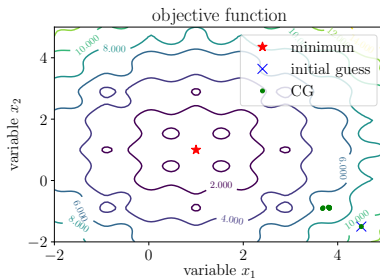 objective function
10.000
8.000
minimum
initial guess
CG
variable x₂
4
2
0
−2
2.000
4.000
6.000
6.000
8.000
10.000
−2
0
2
4
variable x₁